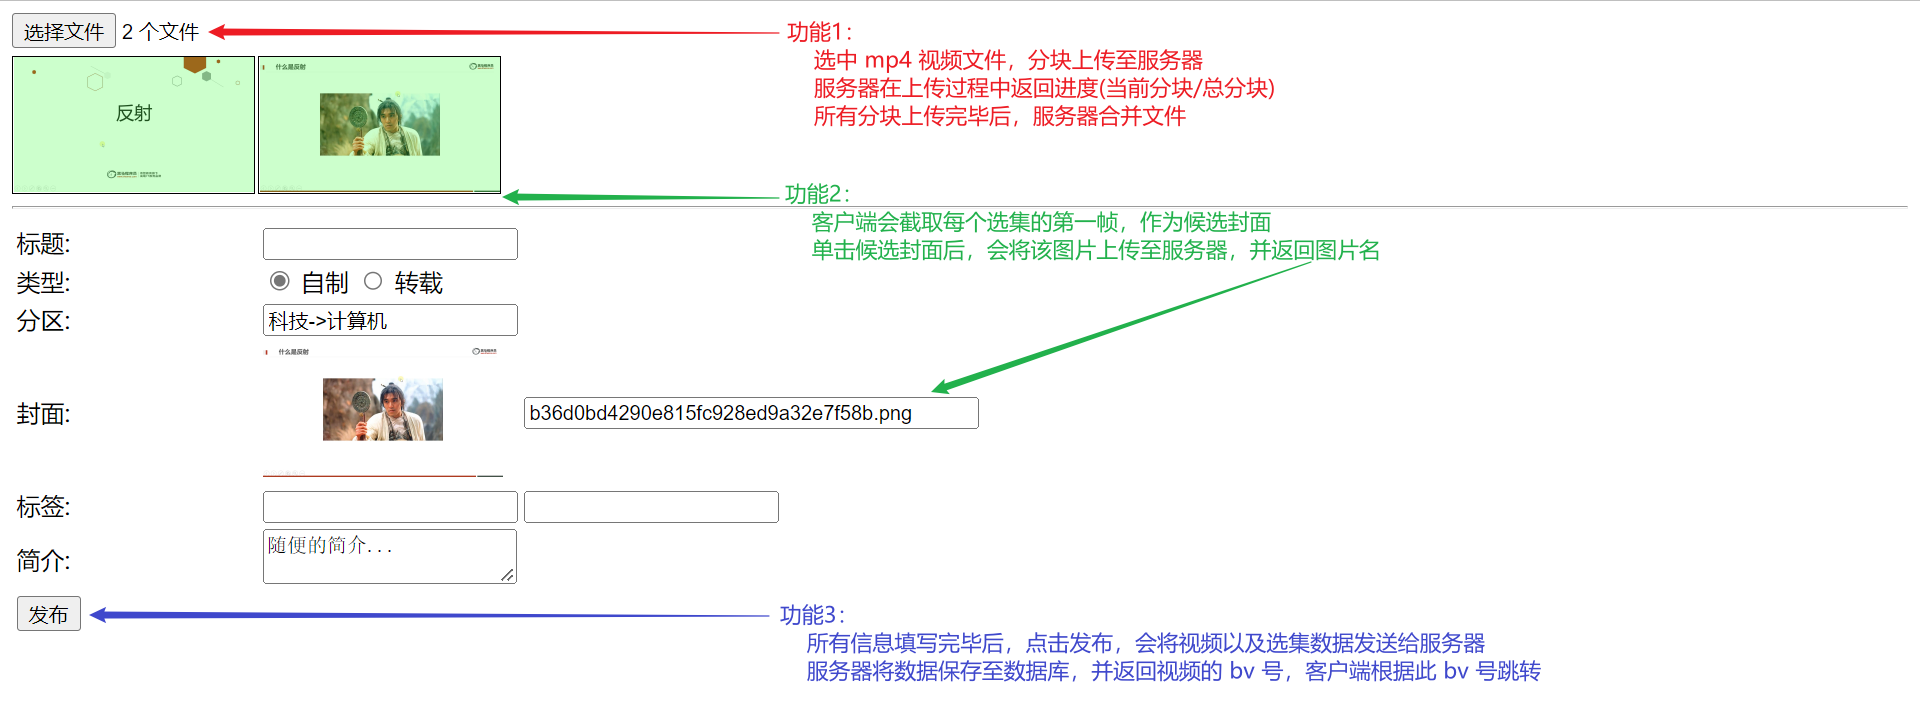 选择文件 2 个文件
功能1：
选中 mp4 视频文件，分块上传至服务器
服务器在上传过程中返回进度(当前分块/总分块)
所有分块上传完毕后，服务器合并文件
反射
什么是反射
功能2：
客户端会截取每个选集的第一帧，作为候选封面
单击候选封面后，会将该图片上传至服务器，并返回图片名
标题:
类型: 自制 转载
分区: 科技->计算机
什么是反射
封面: b36d0bd4290e815fc928ed9a32e7f58b.png
标签:
简介: 随便的简介...
发布
功能3：
所有信息填写完毕后，点击发布，会将视频以及选集数据发送给服务器
服务器将数据保存至数据库，并返回视频的 bv 号，客户端根据此 bv 号跳转